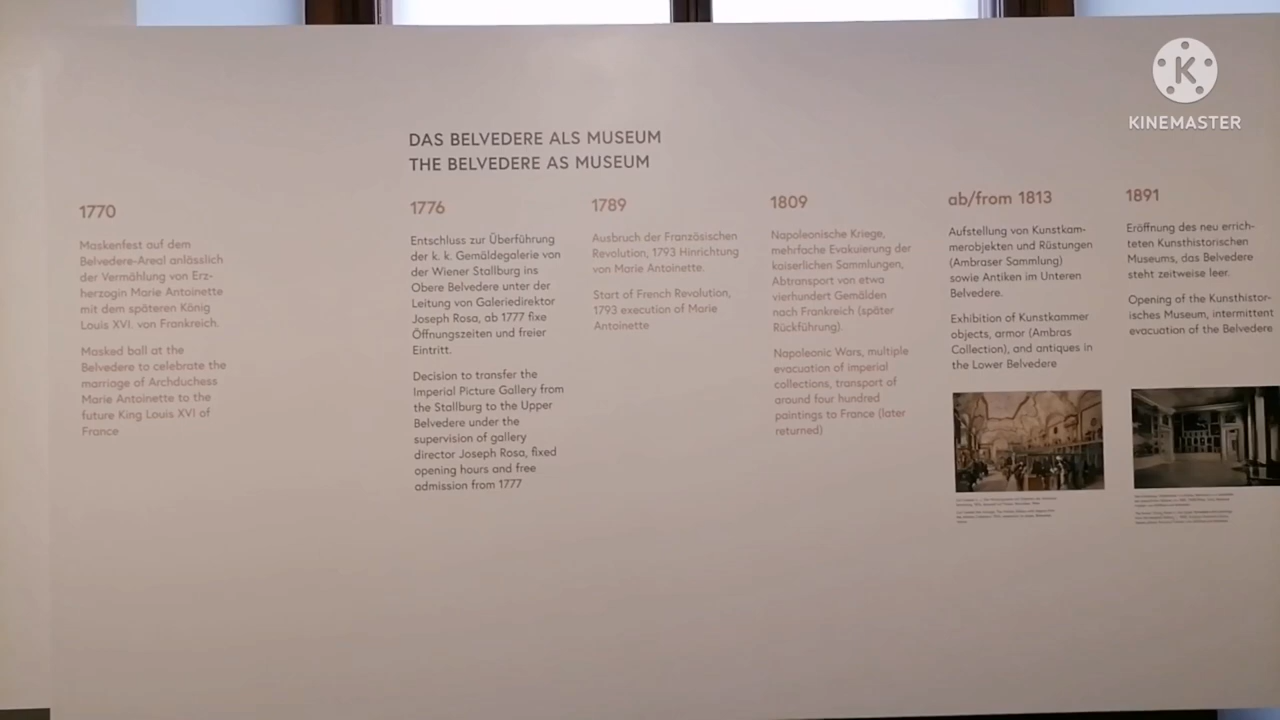 KINEMASTER
DAS BELVEDERE ALS MUSEUM
THE BELVEDERE AS MUSEUM
1770
Maskenfest auf dem
Belvedere-Areal anlässlich
der Vermählung von Erz-
herzogin Marie Antoinette
mit dem späteren König
Louis XVI. von Frankreich.
Masked ball at the
Belvedere to celebrate the
marriage of Archduchess
Marie Antoinette to the
future King Louis XVI of
France
1776
Entschluss zur Überführung
der k. k. Gemäldegalerie von
der Wiener Stallburg ins
Obere Belvedere unter der
Leitung von Galeriedirektor
Joseph Rosa, ab 1777 fixe
Öffnungszeiten und freier
Eintritt.
Decision to transfer the
Imperial Picture Gallery from
the Stallburg to the Upper
Belvedere under the
supervision of gallery
director Joseph Rosa, fixed
opening hours and free
admission from 1777
1789
Ausbruch der Französischen
Revolution, 1793 Hinrichtung
von Marie Antoinette.
Start of French Revolution,
1793 execution of Marie
Antoinette
1809
Napoleonische Kriege,
mehrfache Evakuierung der
kaiserlichen Sammlungen,
Abtransport von etwa
vierhundert Gemälden
nach Frankreich (später
Rückführung).
Napoleonic Wars, multiple
evacuation of imperial
collections, transport of
around four hundred
paintings to France (later
returned)
ab/from 1813
Aufstellung von Kunstkam-
merobjekten und Rüstungen
(Ambraser Sammlung)
sowie Antiken im Unteren
Belvedere.
Exhibition of Kunstkammer
objects, armor (Ambras
Collection), and antiques in
the Lower Belvedere
1891
Eröffnung des neu errich-
teten Kunsthistorischen
Museums, das Belvedere
steht zeitweise leer.
Opening of the Kunsthistor-
isches Museum, intermittent
evacuation of the Belvedere